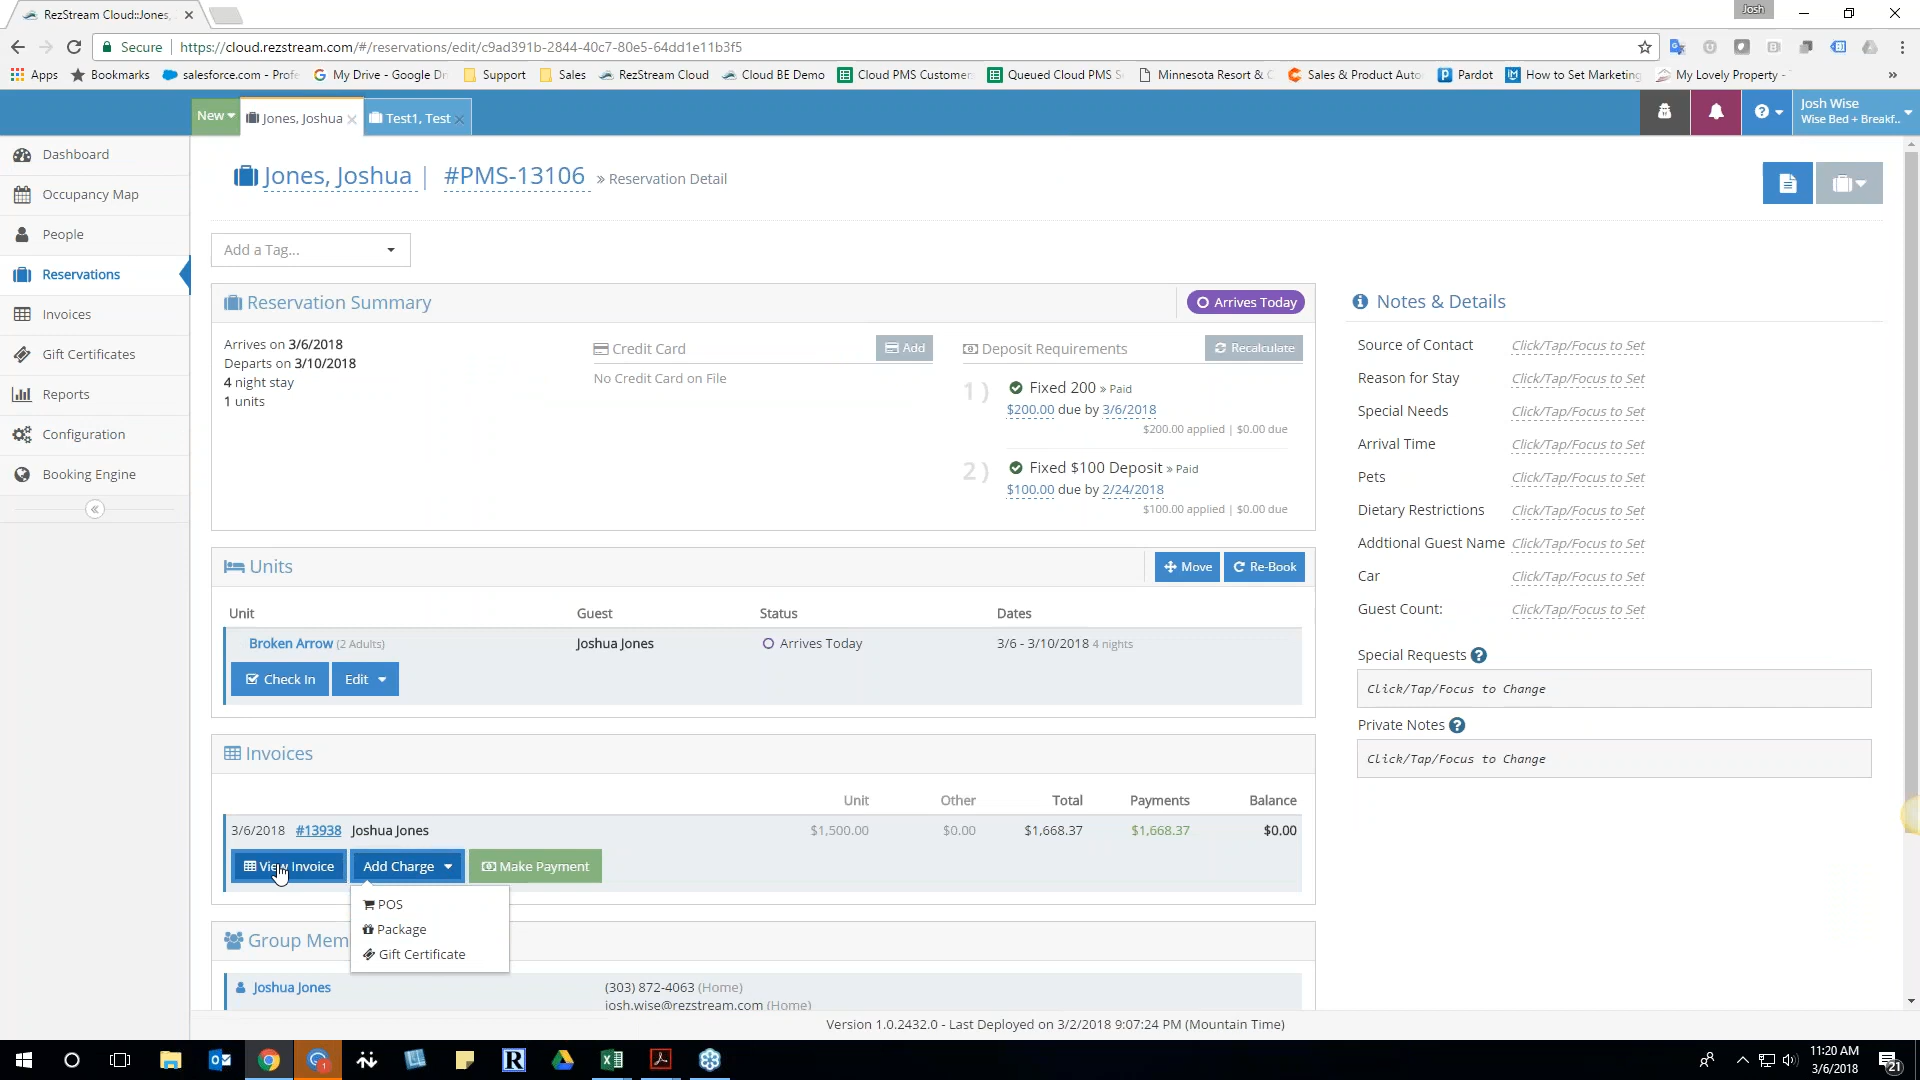 RezStream Cloud::Jones,
Josh
Secure
https://cloud.rezstream.com/#/reservations/edit/c9ad391b-2844-40c7-80e5-64dd1e11b3f5
Apps
Bookmarks
salesforce.com - Profe
My Drive - Google Dr
Support
Sales
RezStream Cloud
Cloud BE Demo
Cloud PMS Customer
Queued Cloud PMS S
Minnesota Resort & C
Sales & Product Auto
Pardot
How to Set Marketing
My Lovely Property -
New
Jones, Joshua
Test1, Test
Josh Wise
Wise Bed + Breakf..
Dashboard
Occupancy Map
People
Reservations
Invoices
Gift Certificates
Reports
Configuration
Booking Engine
Jones, Joshua | #PMS-13106 » Reservation Detail
Add a Tag...
Reservation Summary
Arrives Today
Arrives on 3/6/2018
Departs on 3/10/2018
4 night stay
1 units
Credit Card
Add
No Credit Card on File
Deposit Requirements
Recalculate
1 ) Fixed 200 » Paid
$200.00 due by 3/6/2018
$200.00 applied | $0.00 due
2 ) Fixed $100 Deposit » Paid
$100.00 due by 2/24/2018
$100.00 applied | $0.00 due
Units
Move
Re-Book
Unit Guest Status Dates
Broken Arrow (2 Adults) Joshua Jones Arrives Today 3/6 - 3/10/2018 4 nights
Check In
Edit
Invoices
Unit Other Total Payments Balance
3/6/2018 #13938 Joshua Jones $1,500.00 $0.00 $1,668.37 $1,668.37 $0.00
View Invoice
Add Charge
Make Payment
POS
Package
Gift Certificate
Group Mem
Joshua Jones
(303) 872-4063 (Home)
josh.wise@rezstream.com (Home)
Notes & Details
Source of Contact Click/Tap/Focus to Set
Reason for Stay Click/Tap/Focus to Set
Special Needs Click/Tap/Focus to Set
Arrival Time Click/Tap/Focus to Set
Pets Click/Tap/Focus to Set
Dietary Restrictions Click/Tap/Focus to Set
Addtional Guest Name Click/Tap/Focus to Set
Car Click/Tap/Focus to Set
Guest Count: Click/Tap/Focus to Set
Special Requests
Click/Tap/Focus to Change
Private Notes
Click/Tap/Focus to Change
Version 1.0.2432.0 - Last Deployed on 3/2/2018 9:07:24 PM (Mountain Time)
11:20 AM
3/6/2018
21